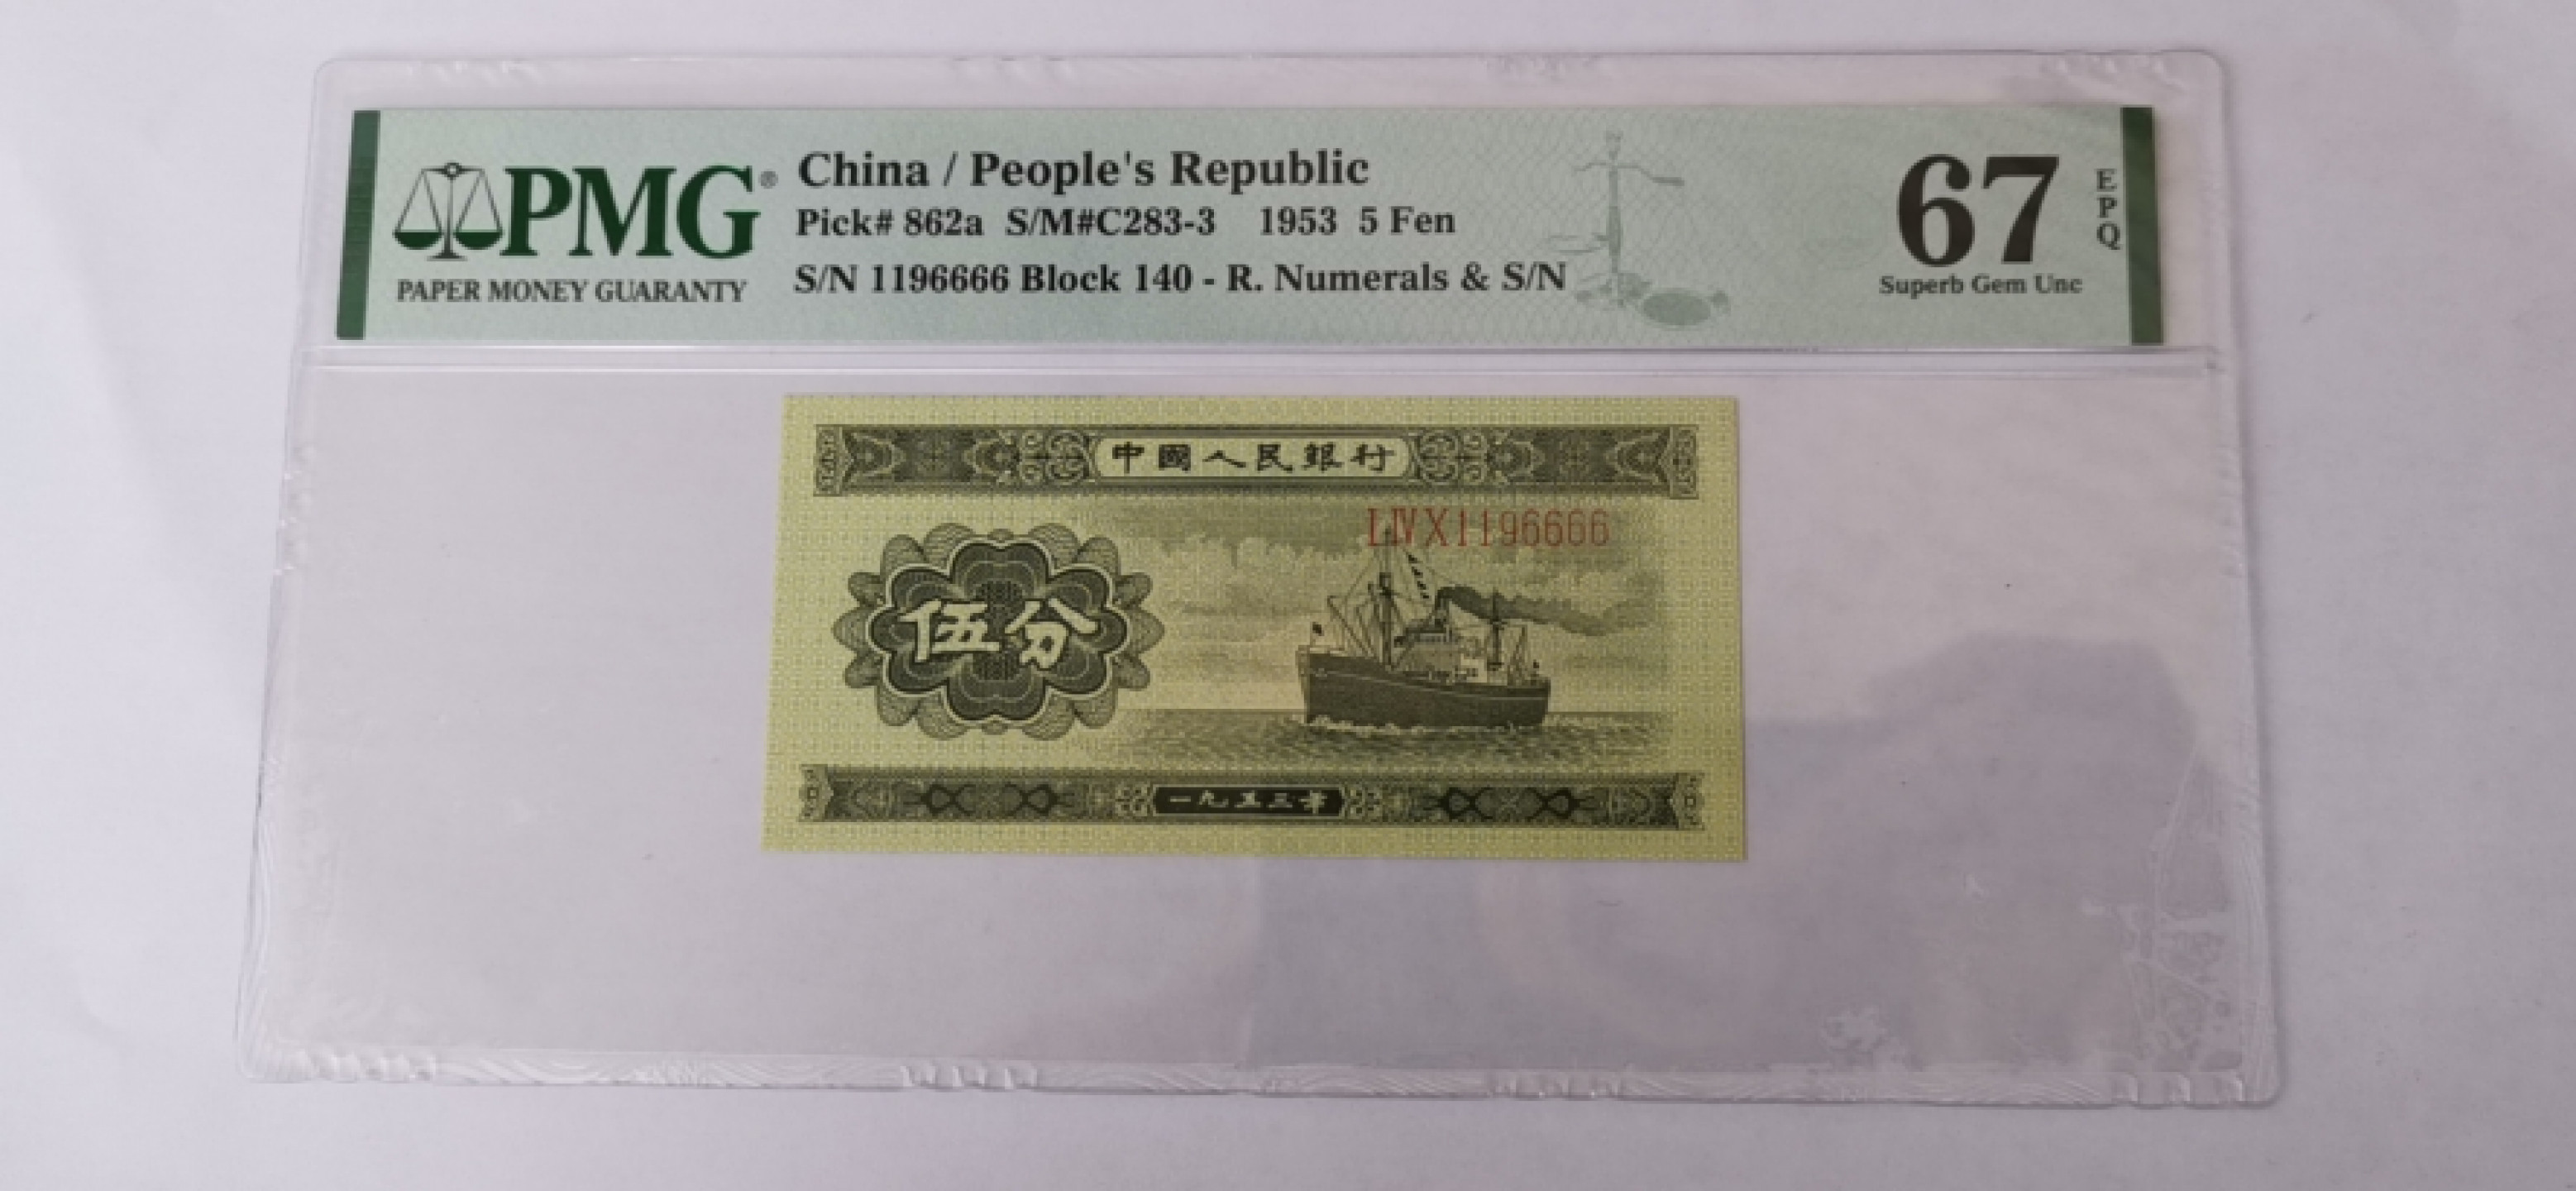 PMG®
PAPER MONEY GUARANTY
China / People's Republic
Pick# 862a S/M#C283-3 1953 5 Fen
S/N 1196666 Block 140 - R. Numerals & S/N
67
EPQ
Superb Gem Unc
中國人民銀行
ⅠⅣⅩ1196666
伍分
一九五三年